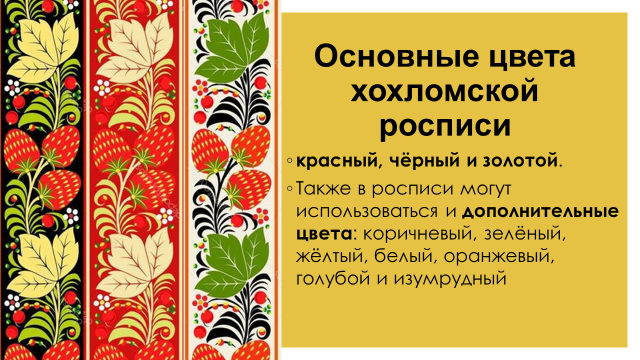 Основные цвета
хохломской
росписи
◦красный, чёрный и золотой.
◦Также в росписи могут
использоваться и дополнительные
цвета: коричневый, зелёный,
жёлтый, белый, оранжевый,
голубой и изумрудный